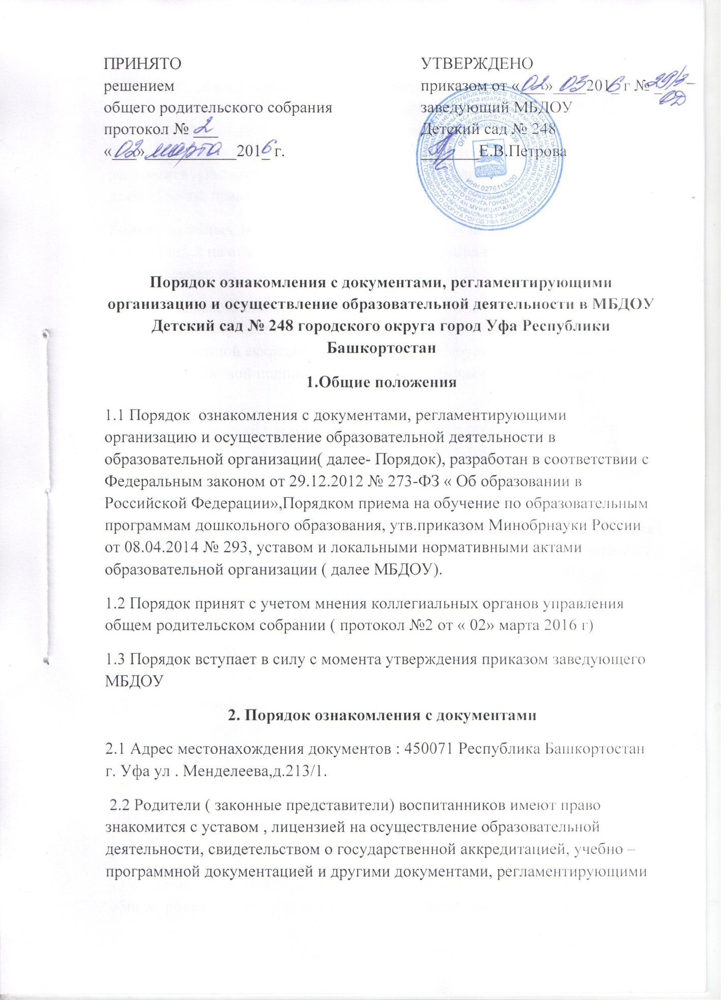 ПРИНЯТО
решением
общего родительского собрания
протокол № 2
«02» марта 2016 г.
УТВЕРЖДЕНО
приказом от «02» 03 2016 г № 29/3-
ОД
заведующий МБДОУ
Детский сад № 248
Е.В.Петрова
ИНН 0276115200
Порядок ознакомления с документами, регламентирующими
организацию и осуществление образовательной деятельности в МБДОУ
Детский сад № 248 городского округа город Уфа Республики
Башкортостан
1.Общие положения
1.1 Порядок  ознакомления с документами, регламентирующими
организацию и осуществление образовательной деятельности в
образовательной организации( далее- Порядок), разработан в соответствии с
Федеральным законом от 29.12.2012 № 273-ФЗ « Об образовании в
Российской Федерации»,Порядком приема на обучение по образовательным
программам дошкольного образования, утв.приказом Минобрнауки России
от 08.04.2014 № 293, уставом и локальными нормативными актами
образовательной организации ( далее МБДОУ).
1.2 Порядок принят с учетом мнения коллегиальных органов управления
общем родительском собрании ( протокол №2 от « 02» марта 2016 г)
1.3 Порядок вступает в силу с момента утверждения приказом заведующего
МБДОУ
2. Порядок ознакомления с документами
2.1 Адрес местонахождения документов : 450071 Республика Башкортостан
г. Уфа ул . Менделеева,д.213/1.
2.2 Родители ( законные представители) воспитанников имеют право
знакомится с уставом , лицензией на осуществление образовательной
деятельности, свидетельством о государственной аккредитацией, учебно –
программной документацией и другими документами, регламентирующими